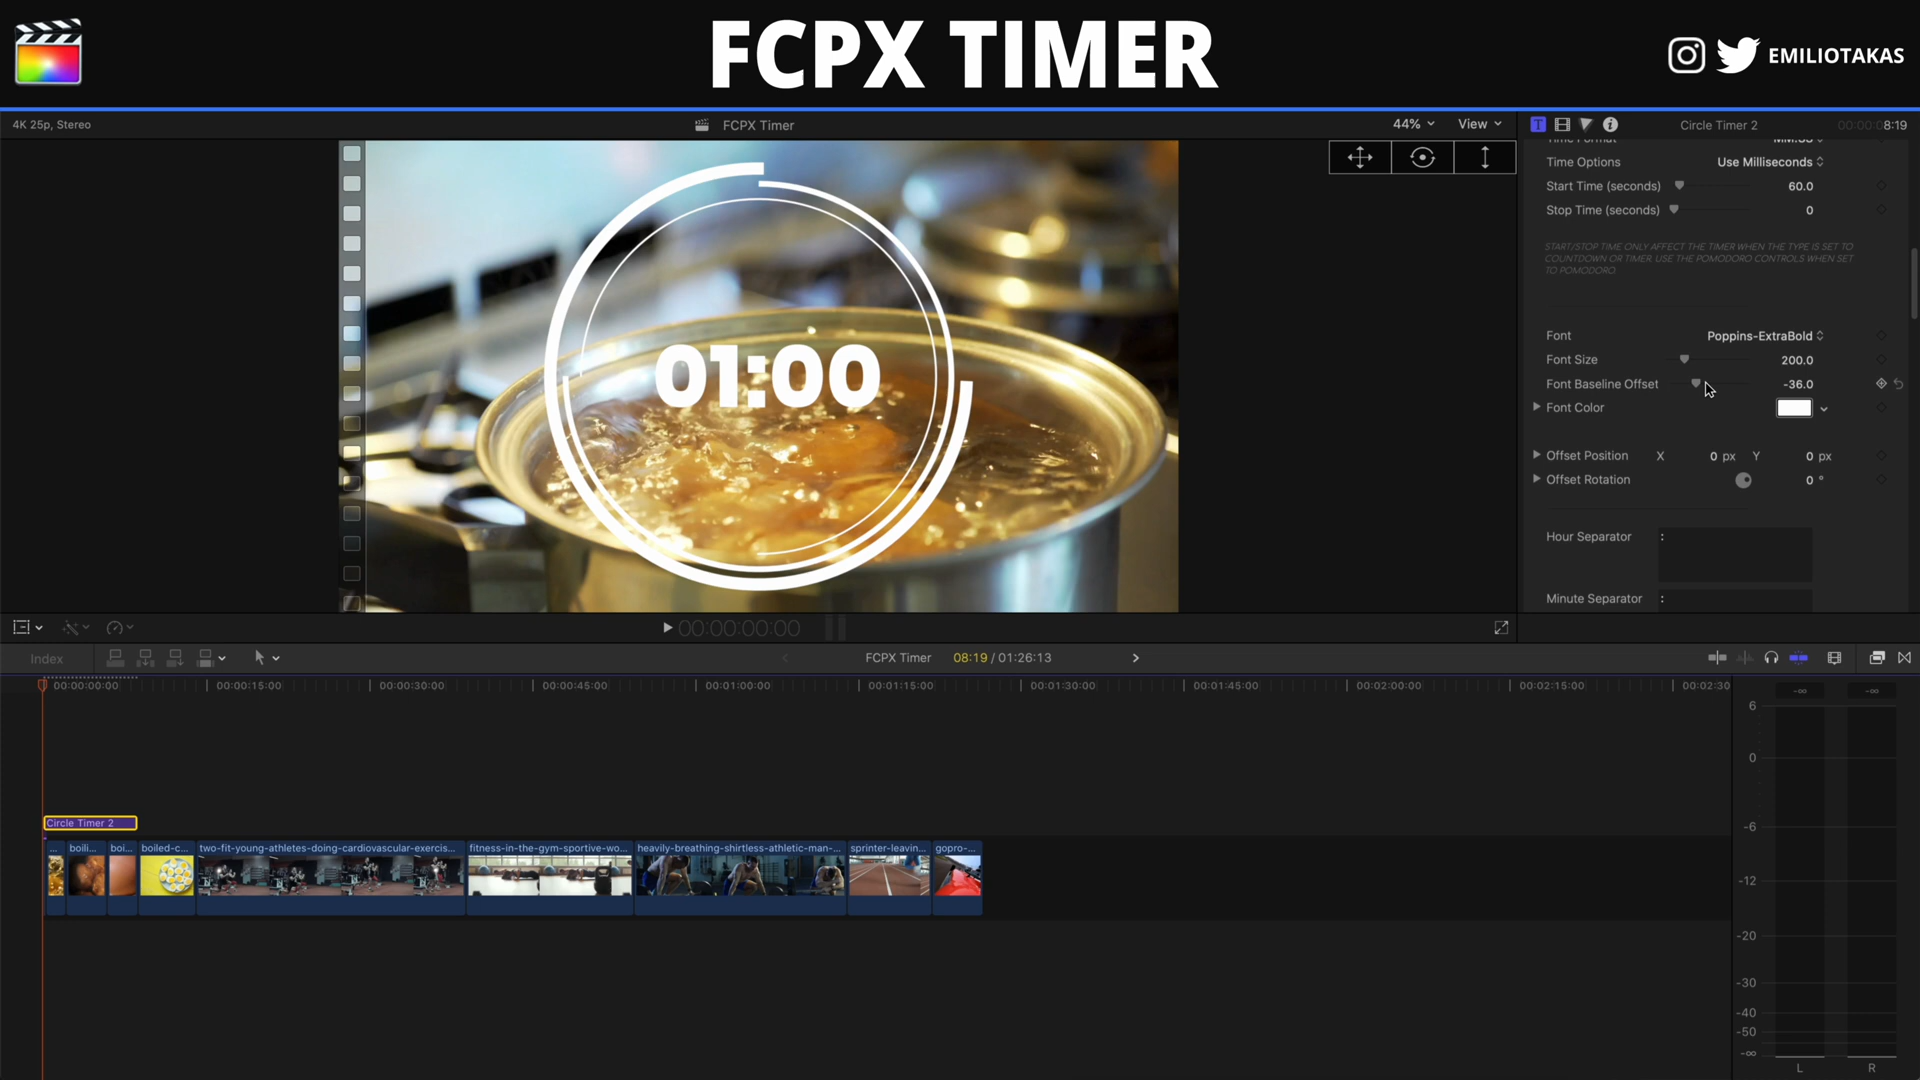 FCPX TIMER
EMILIOTAKAS
4K 25p, Stereo
FCPX Timer
44%
View
Circle Timer 2
00:00:08:19
Time Format MM:SS
Time Options Use Milliseconds
Start Time (seconds) 60.0
Stop Time (seconds) 0
START/STOP TIME ONLY AFFECT THE TIMER WHEN THE TYPE IS SET TO
COUNTDOWN OR TIMER. USE THE POMODORO CONTROLS WHEN SET
TO POMODORO.
Font Poppins-ExtraBold
Font Size 200.0
Font Baseline Offset -36.0
Font Color
Offset Position X 0 px Y 0 px
Offset Rotation 0 °
Hour Separator :
Minute Separator :
01:00
00:00:00:00
Index
FCPX Timer 08:19 / 01:26:13
00:00:00:00 00:00:15:00 00:00:30:00 00:00:45:00 00:01:00:00 00:01:15:00 00:01:30:00 00:01:45:00 00:02:00:00 00:02:15:00 00:02:30
Circle Timer 2
... boili... boi... boiled-c... two-fit-young-athletes-doing-cardiovascular-exercis... fitness-in-the-gym-sportive-wo... heavily-breathing-shirtless-athletic-man-... sprinter-leavin... gopro-...
-∞ -∞
6
0
-6
-12
-20
-30
-40
-50
-∞
L R